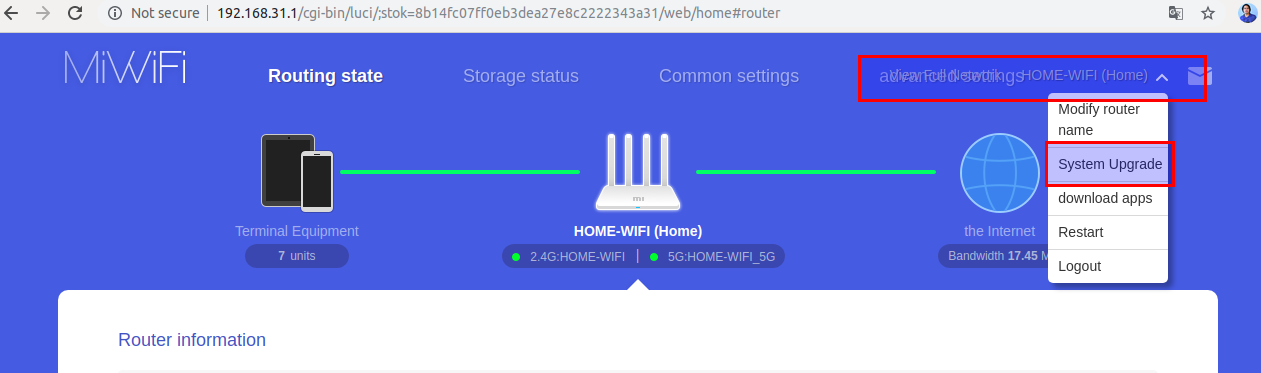 Not secure 192.168.31.1/cgi-bin/luci/;stok=8b14fc07ff0eb3dea27e8c2222343a31/web/home#router
MiWiFi
Routing state
Storage status
Common settings
advanced settings
View Full Network
HOME-WIFI (Home)
Modify router
name
System Upgrade
download apps
Restart
Logout
mi
Terminal Equipment
7 units
HOME-WIFI (Home)
2.4G:HOME-WIFI | 5G:HOME-WIFI_5G
the Internet
Bandwidth 17.45 M
Router information